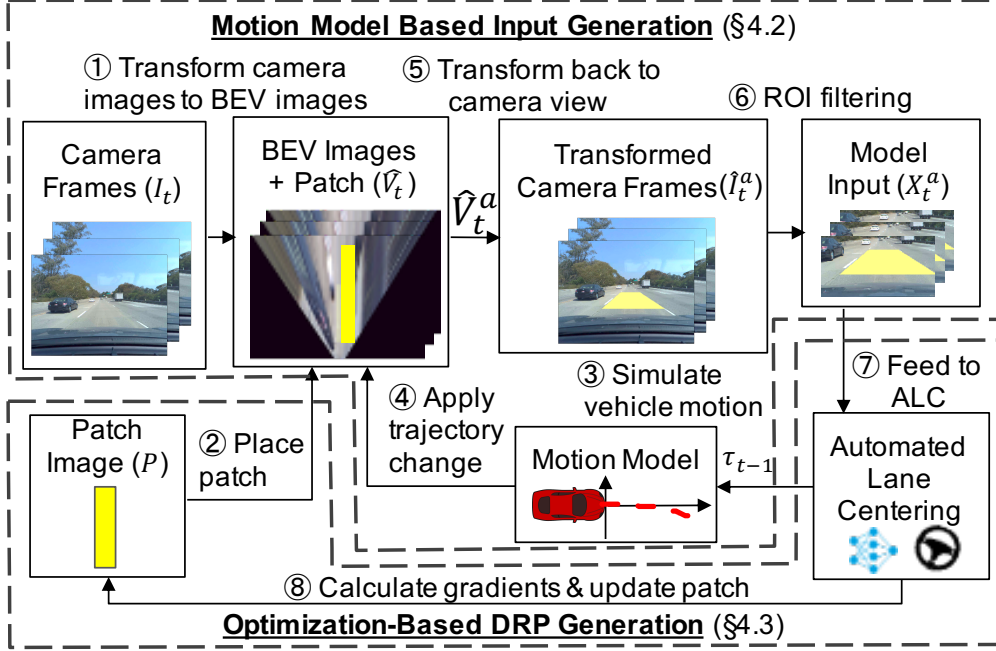 Motion Model Based Input Generation (§4.2)
① Transform camera
images to BEV images
⑤ Transform back to
camera view
⑥ ROI filtering
Camera
Frames (I_t)
BEV Images
+ Patch (V̂_t)
V̂_t^a
Transformed
Camera Frames(Î_t^a)
Model
Input (X_t^a)
③ Simulate
vehicle motion
⑦ Feed to
ALC
④ Apply
trajectory
change
② Place
patch
Patch
Image (P)
Motion Model
τ_{t−1}
Automated
Lane
Centering
⑧ Calculate gradients & update patch
Optimization-Based DRP Generation (§4.3)